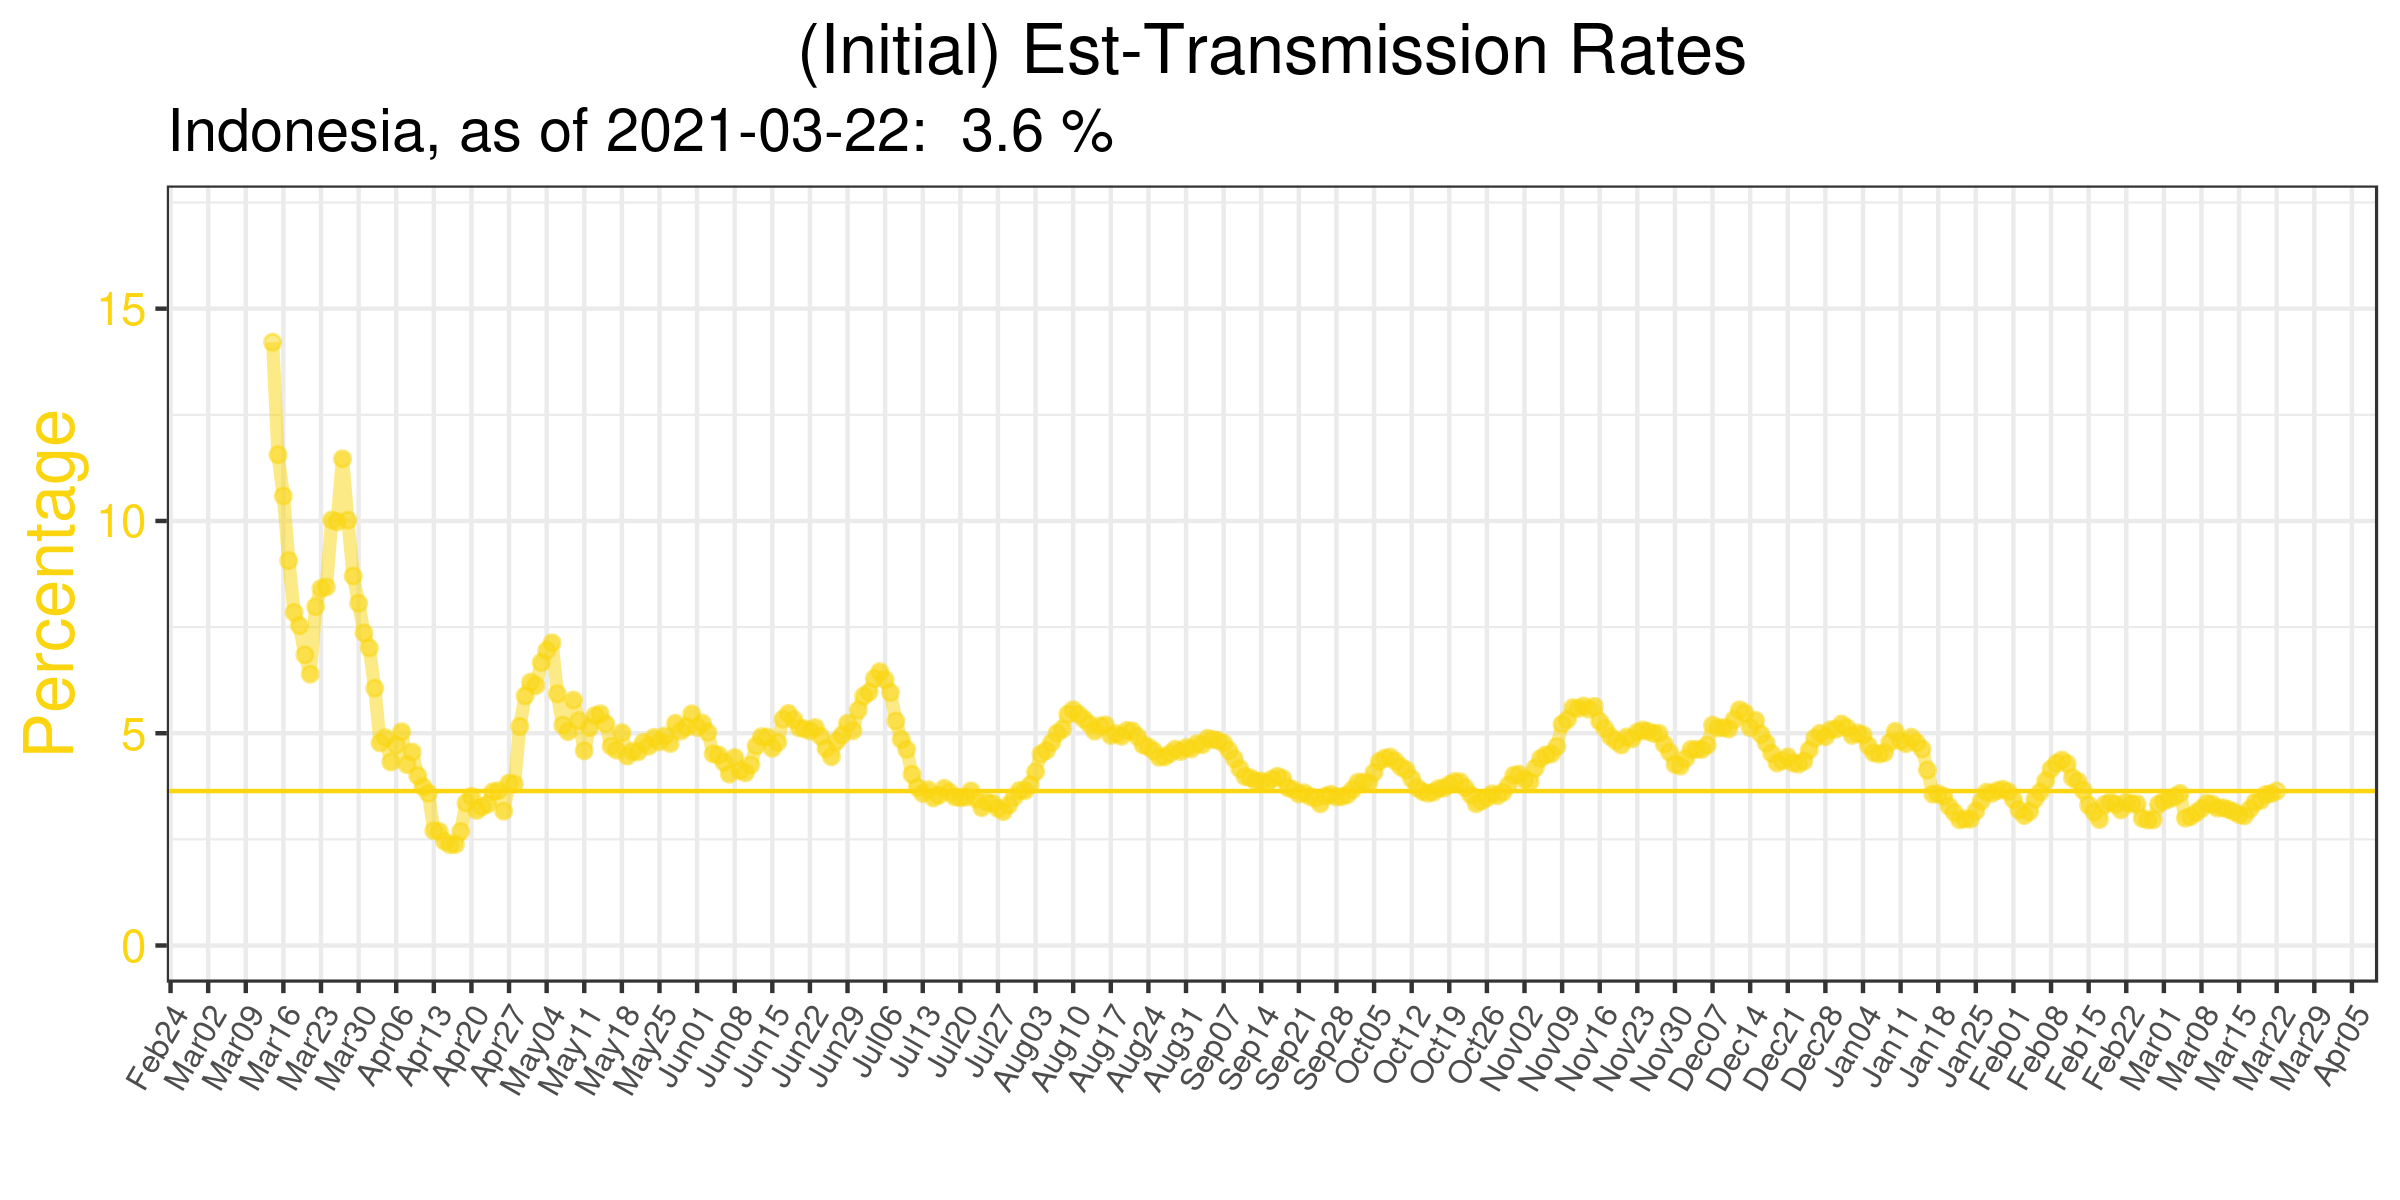 (Initial) Est-Transmission Rates
Indonesia, as of 2021-03-22:  3.6 %
Percentage
15
10
5
0
Feb24
Mar02
Mar09
Mar16
Mar23
Mar30
Apr06
Apr13
Apr20
Apr27
May04
May11
May18
May25
Jun01
Jun08
Jun15
Jun22
Jun29
Jul06
Jul13
Jul20
Jul27
Aug03
Aug10
Aug17
Aug24
Aug31
Sep07
Sep14
Sep21
Sep28
Oct05
Oct12
Oct19
Oct26
Nov02
Nov09
Nov16
Nov23
Nov30
Dec07
Dec14
Dec21
Dec28
Jan04
Jan11
Jan18
Jan25
Feb01
Feb08
Feb15
Feb22
Mar01
Mar08
Mar15
Mar22
Mar29
Apr05